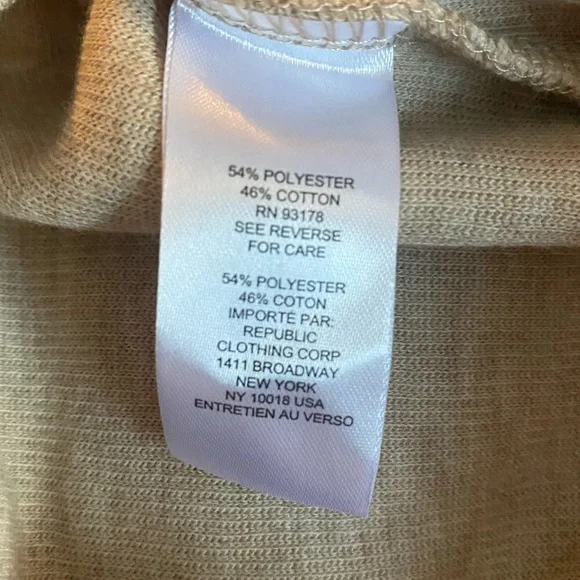 54% POLYESTER
46% COTTON
RN 93178
SEE REVERSE
FOR CARE
54% POLYESTER
46% COTON
IMPORTÉ PAR:
REPUBLIC
CLOTHING CORP
1411 BROADWAY
NEW YORK
NY 10018 USA
ENTRETIEN AU VERSO